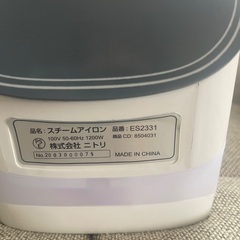 品名:スチームアイロン 品番:ES2331
100V 50-60Hz 1200W 商品CD:8504031
株式会社ニトリ
MADE IN CHINA